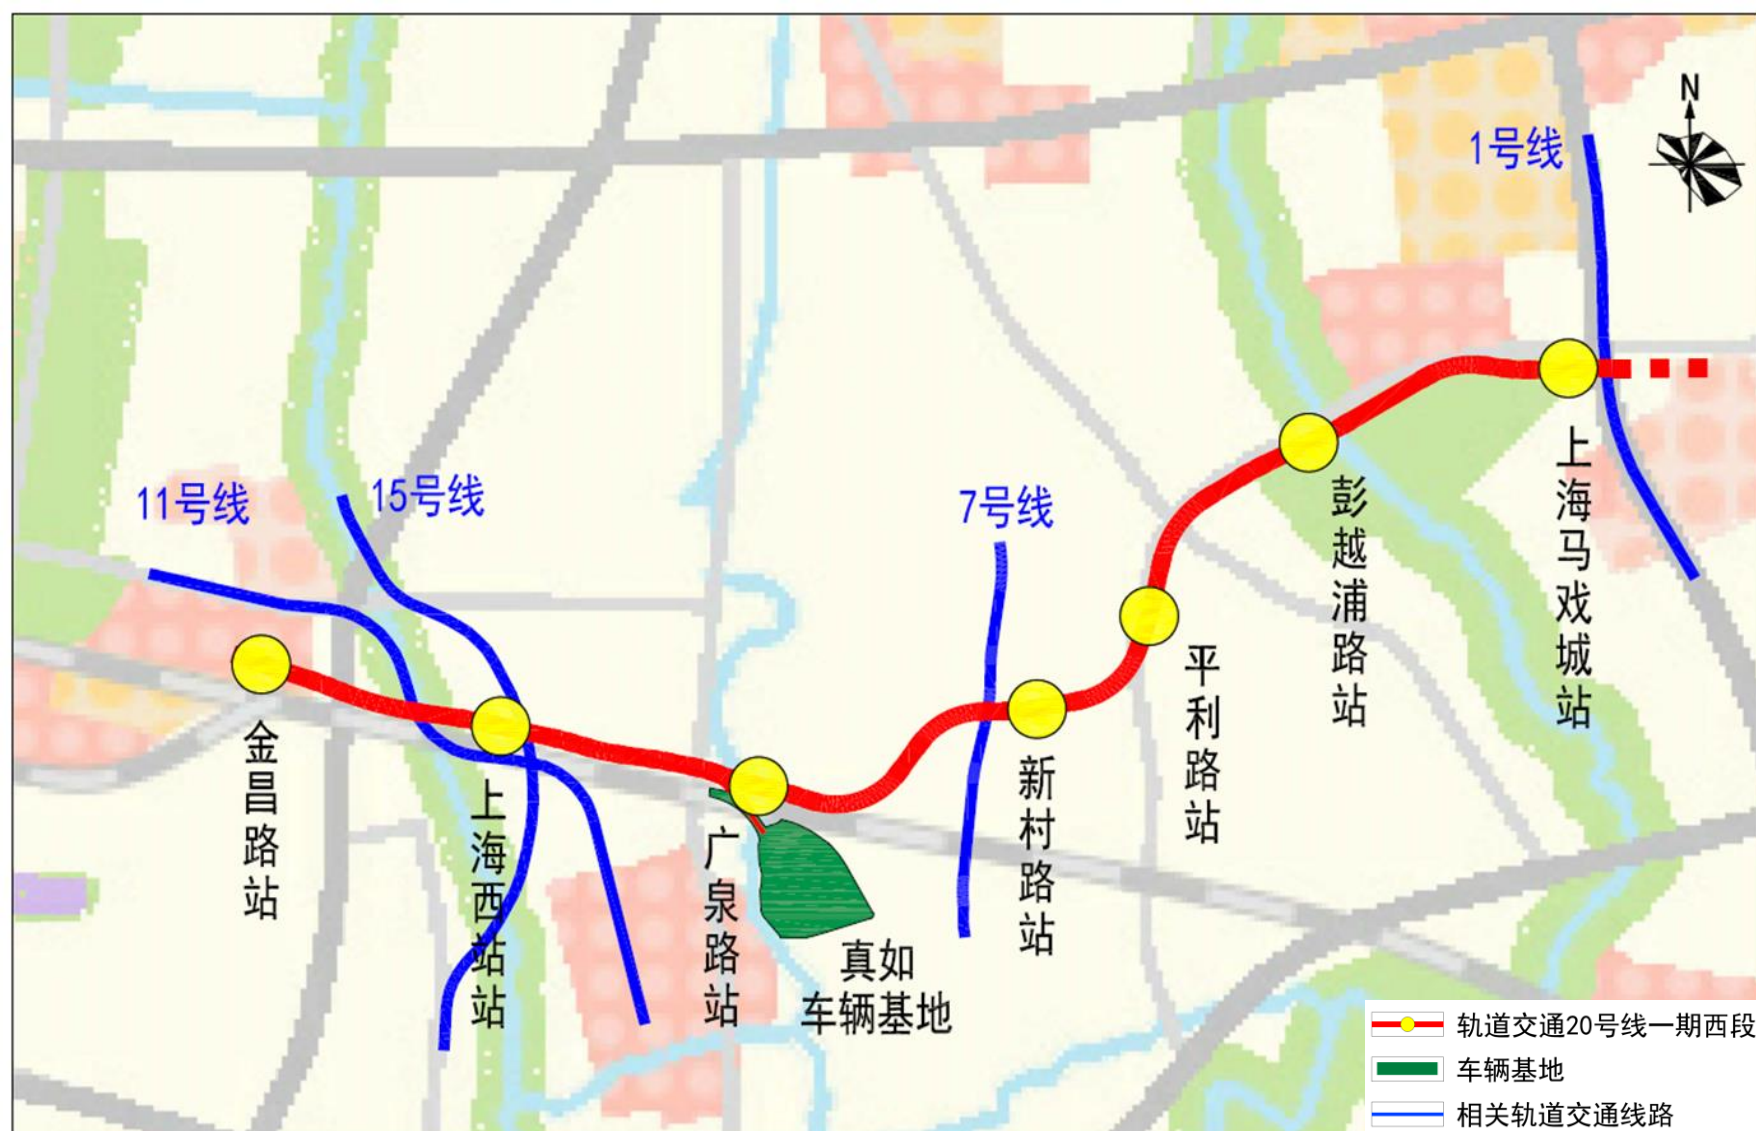 N
1号线
11号线
15号线
7号线
上海马戏城站
彭越浦路站
平利路站
金昌路站
新村路站
上海西站站
广泉路站
真如
车辆基地
轨道交通20号线一期西段
车辆基地
相关轨道交通线路